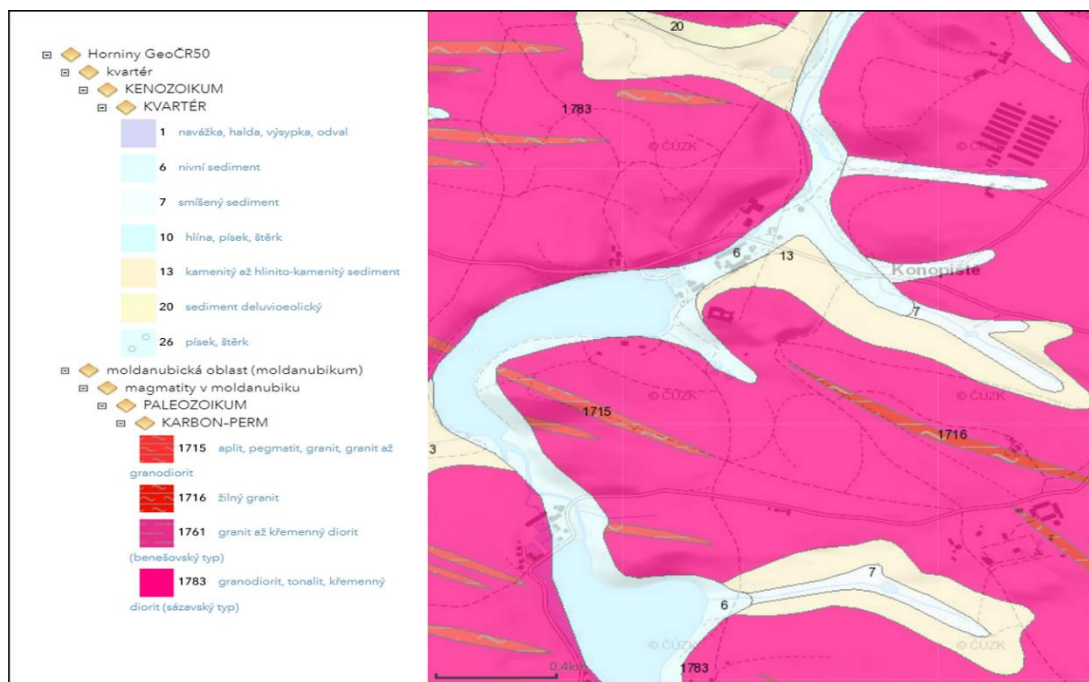 Horniny GeoČR50
kvartér
KENOZOIKUM
KVARTÉR
1 navážka, halda, výsypka, odval
6 nivní sediment
7 smíšený sediment
10 hlína, písek, štěrk
13 kamenitý až hlinito-kamenitý sediment
20 sediment deluvioeolický
26 písek, štěrk
moldanubická oblast (moldanubikum)
magmatity v moldanubiku
PALEOZOIKUM
KARBON-PERM
1715 aplit, pegmatit, granit, granit až
granodiorit
1716 žilný granit
1761 granit až křemenný diorit
(benešovský typ)
1783 granodiorit, tonalit, křemenný
diorit (sázavský typ)
20
1783
© ČÚZK
© ČÚZK
6
13
Konopiště
7
1715
1716
3
7
6
© ČÚZK
© ČÚZK
1783
0.4km